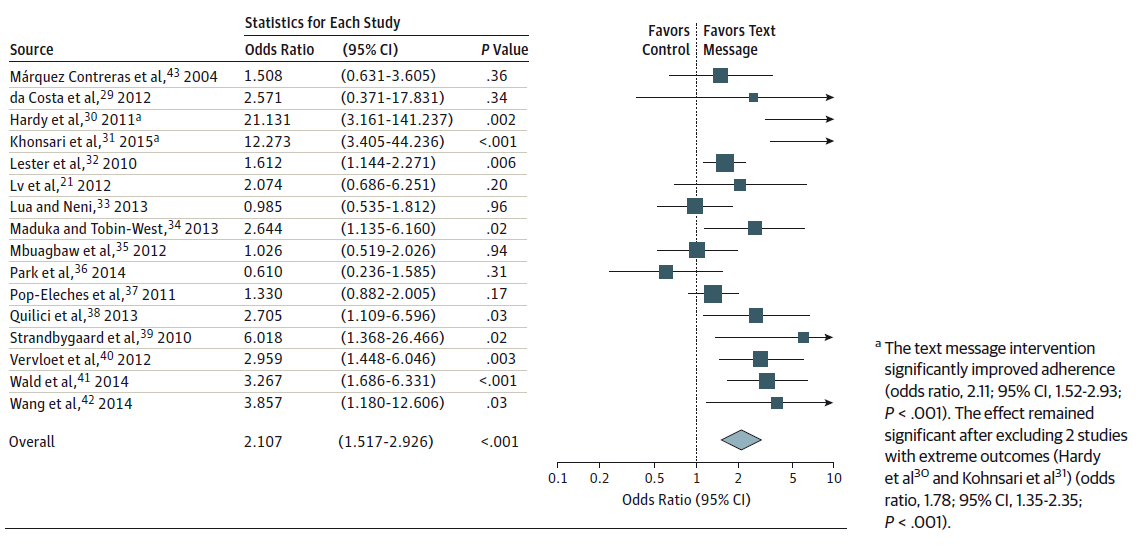 Statistics for Each Study
Favors Favors Text
Control Message
Source Odds Ratio (95% CI) P Value
Márquez Contreras et al,43 2004 1.508 (0.631-3.605) .36
da Costa et al,29 2012 2.571 (0.371-17.831) .34
Hardy et al,30 2011a 21.131 (3.161-141.237) .002
Khonsari et al,31 2015a 12.273 (3.405-44.236) <.001
Lester et al,32 2010 1.612 (1.144-2.271) .006
Lv et al,21 2012 2.074 (0.686-6.251) .20
Lua and Neni,33 2013 0.985 (0.535-1.812) .96
Maduka and Tobin-West,34 2013 2.644 (1.135-6.160) .02
Mbuagbaw et al,35 2012 1.026 (0.519-2.026) .94
Park et al,36 2014 0.610 (0.236-1.585) .31
Pop-Eleches et al,37 2011 1.330 (0.882-2.005) .17
Quilici et al,38 2013 2.705 (1.109-6.596) .03
Strandbygaard et al,39 2010 6.018 (1.368-26.466) .02
Vervloet et al,40 2012 2.959 (1.448-6.046) .003
Wald et al,41 2014 3.267 (1.686-6.331) <.001
Wang et al,42 2014 3.857 (1.180-12.606) .03
Overall 2.107 (1.517-2.926) <.001
0.1 0.2 0.5 1 2 5 10
Odds Ratio (95% CI)
a The text message intervention
significantly improved adherence
(odds ratio, 2.11; 95% CI, 1.52-2.93;
P < .001). The effect remained
significant after excluding 2 studies
with extreme outcomes (Hardy
et al30 and Kohnsari et al31) (odds
ratio, 1.78; 95% CI, 1.35-2.35;
P < .001).